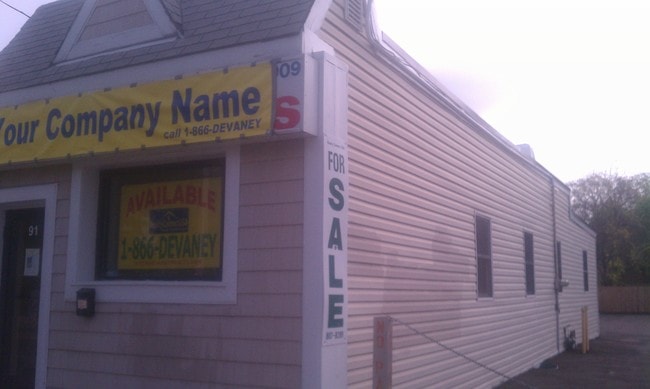 Your Company Name
call 1-866-DEVANEY
09
S
AVAILABLE
1-866-DEVANEY
91
FOR
SALE